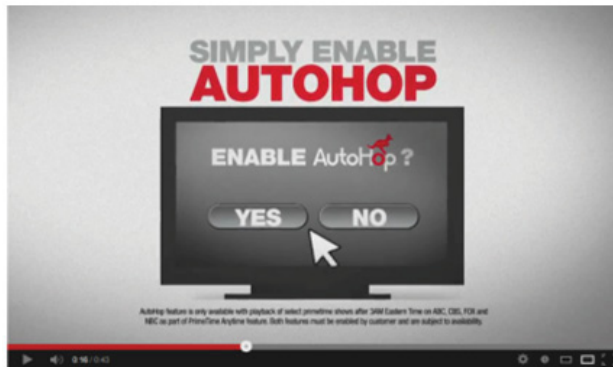 SIMPLY ENABLE
AUTOHOP
ENABLE AutoHop ?
YES NO
AutoHop feature is only available with playback of select primetime shows after 3AM Eastern Time on ABC, CBS, FOX and
NBC as part of PrimeTime Anytime feature. Both features must be enabled by customer and are subject to availability.
0:16 / 0:43